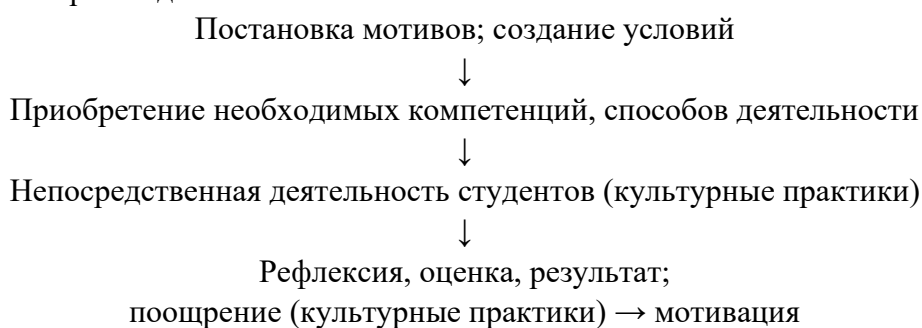 Постановка мотивов; создание условий
↓
Приобретение необходимых компетенций, способов деятельности
↓
Непосредственная деятельность студентов (культурные практики)
↓
Рефлексия, оценка, результат;
поощрение (культурные практики) → мотивация